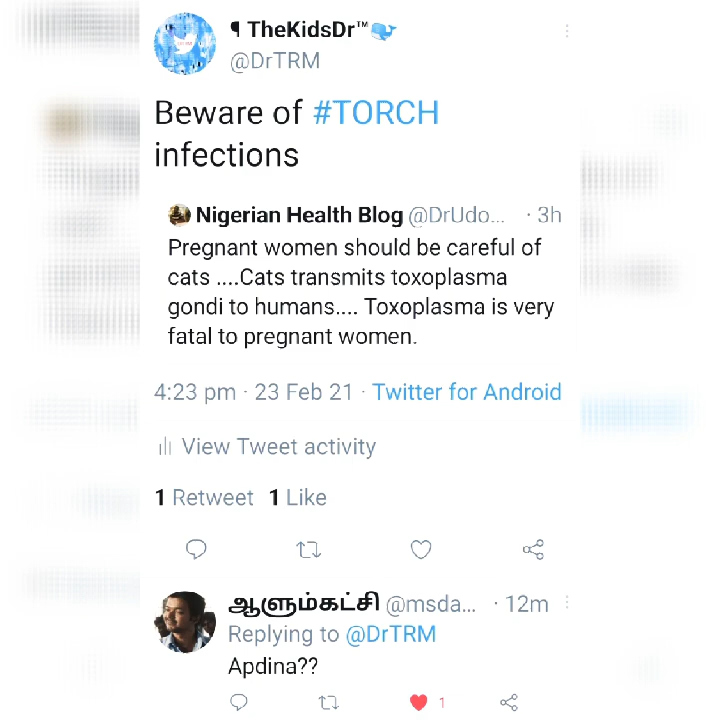 ¶ TheKidsDr™🐳
@DrTRM
Beware of #TORCH
infections
Nigerian Health Blog @DrUdo... · 3h
Pregnant women should be careful of
cats ....Cats transmits toxoplasma
gondi to humans.... Toxoplasma is very
fatal to pregnant women.
4:23 pm · 23 Feb 21 · Twitter for Android
View Tweet activity
1 Retweet 1 Like
ஆளும்கட்சி @msda... · 12m
Replying to @DrTRM
Apdina??
1